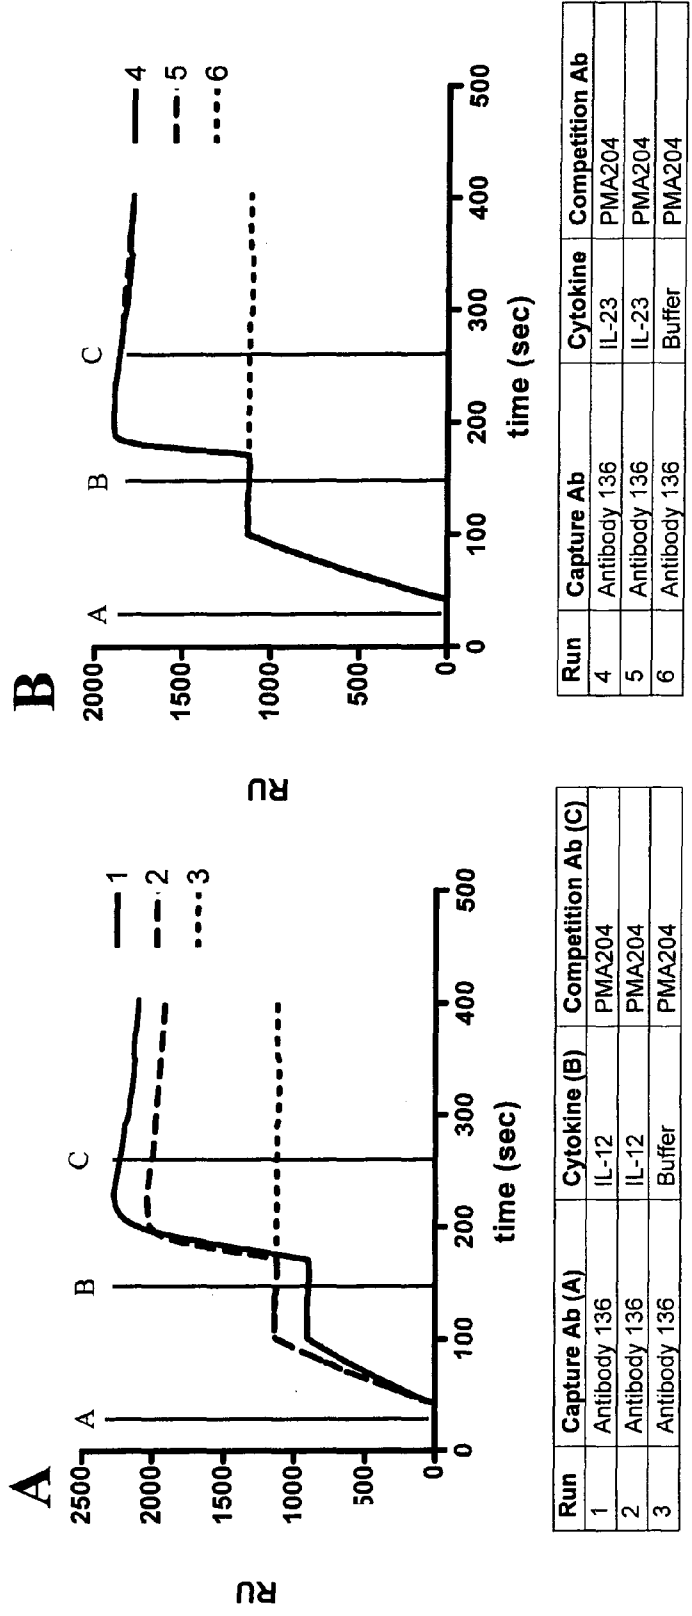 A
RU
2500
2000
1500
1000
500
0
A
B
C
1
2
3
0
100
200
300
400
500
time (sec)
Run Capture Ab (A) Cytokine (B) Competition Ab (C)
1 Antibody 136 IL-12 PMA204
2 Antibody 136 IL-12 PMA204
3 Antibody 136 Buffer PMA204
B
RU
2000
1500
1000
500
0
A
B
C
4
5
6
0
100
200
300
400
500
time (sec)
Run Capture Ab Cytokine Competition Ab
4 Antibody 136 IL-23 PMA204
5 Antibody 136 IL-23 PMA204
6 Antibody 136 Buffer PMA204